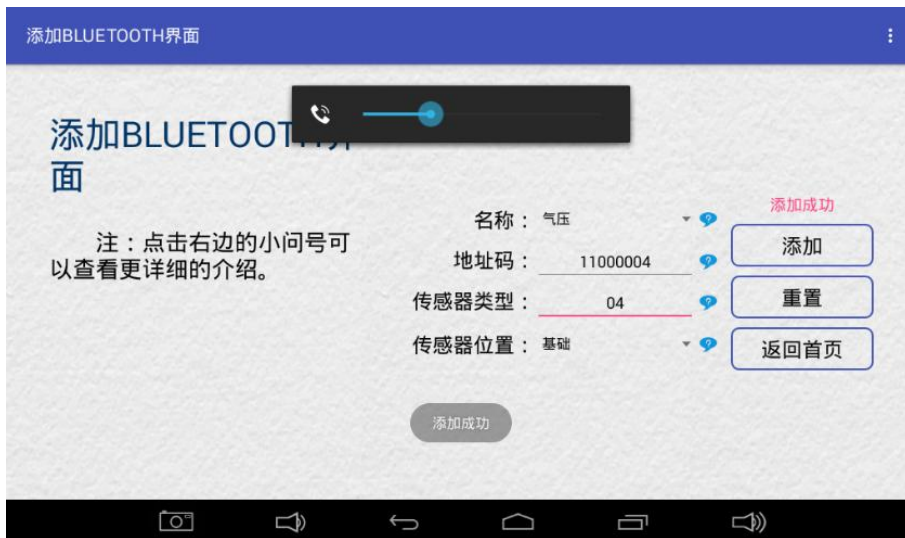 添加BLUETOOTH界面
添加BLUETOOTH界
面
注：点击右边的小问号可
以查看更详细的介绍。
名称： 气压
地址码： 11000004
传感器类型： 04
传感器位置： 基础
添加成功
添加
重置
返回首页
添加成功